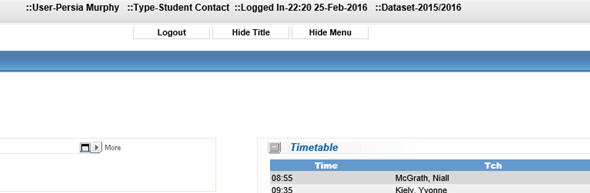 ::User-Persia Murphy ::Type-Student Contact ::Logged In-22:20 25-Feb-2016 ::Dataset-2015/2016
Logout Hide Title Hide Menu
More
Timetable
Time Tch
08:55 McGrath, Niall
09:35 Kiely, Yvonne